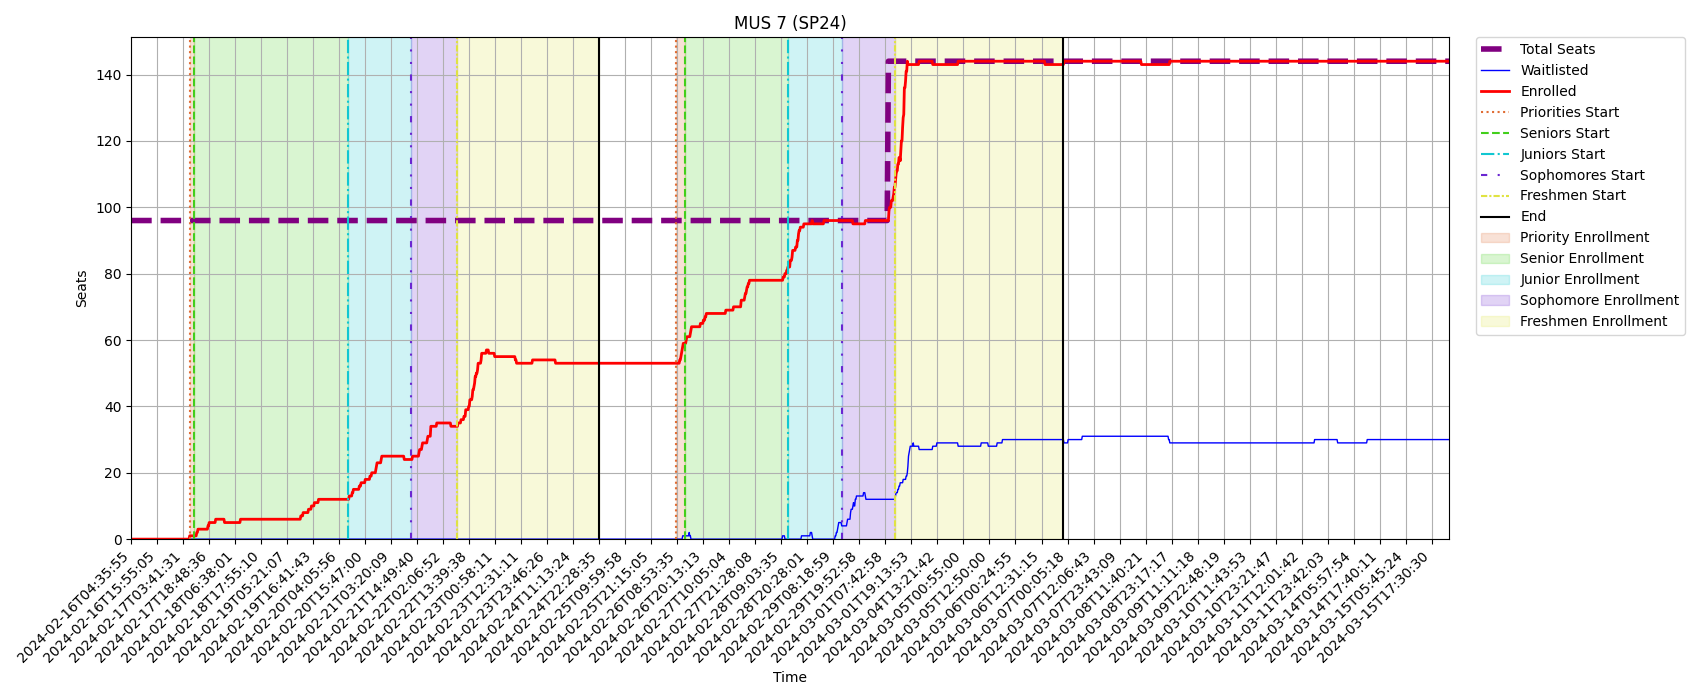 MUS 7 (SP24)
Seats
140
120
100
80
60
40
20
0
2024-02-16T04:35:55
2024-02-16T16:55:05
2024-02-17T03:41:31
2024-02-17T18:48:36
2024-02-18T06:38:01
2024-02-18T17:55:10
2024-02-19T05:21:07
2024-02-19T16:41:43
2024-02-20T04:05:56
2024-02-20T15:47:00
2024-02-21T03:20:09
2024-02-21T14:49:40
2024-02-22T02:06:52
2024-02-22T13:39:38
2024-02-23T00:58:11
2024-02-23T12:31:11
2024-02-23T23:46:26
2024-02-24T11:13:24
2024-02-24T22:28:35
2024-02-25T09:59:58
2024-02-25T21:15:05
2024-02-26T08:53:35
2024-02-26T20:13:13
2024-02-27T10:05:04
2024-02-27T21:28:08
2024-02-28T09:03:35
2024-02-28T20:28:01
2024-02-29T08:18:59
2024-02-29T19:52:58
2024-03-01T07:42:58
2024-03-01T19:13:53
2024-03-04T13:21:42
2024-03-05T00:55:00
2024-03-05T12:50:00
2024-03-06T00:24:55
2024-03-06T12:31:15
2024-03-07T00:05:18
2024-03-07T12:06:43
2024-03-07T23:43:09
2024-03-08T11:40:21
2024-03-08T23:17:17
2024-03-09T11:11:18
2024-03-09T22:48:19
2024-03-10T11:43:53
2024-03-10T23:21:47
2024-03-11T12:01:42
2024-03-11T23:42:03
2024-03-14T05:57:54
2024-03-14T17:40:11
2024-03-15T05:45:24
2024-03-15T17:30:30
Time
Total Seats
Waitlisted
Enrolled
Priorities Start
Seniors Start
Juniors Start
Sophomores Start
Freshmen Start
End
Priority Enrollment
Senior Enrollment
Junior Enrollment
Sophomore Enrollment
Freshmen Enrollment